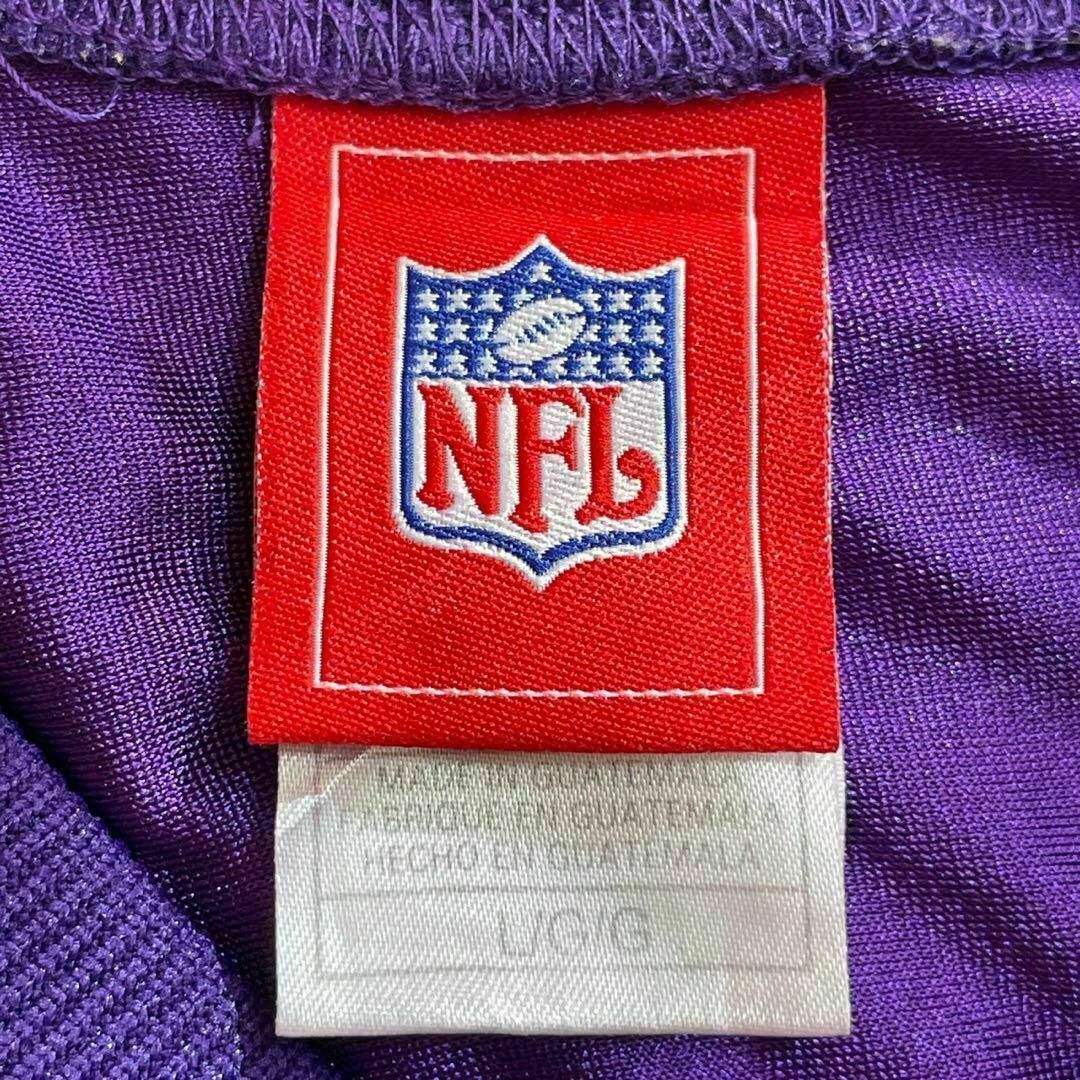 NFL
MADE IN GUATEMALA
FABRIQUE EN GUATEMALA
HECHO EN GUATEMALA
L/G/G